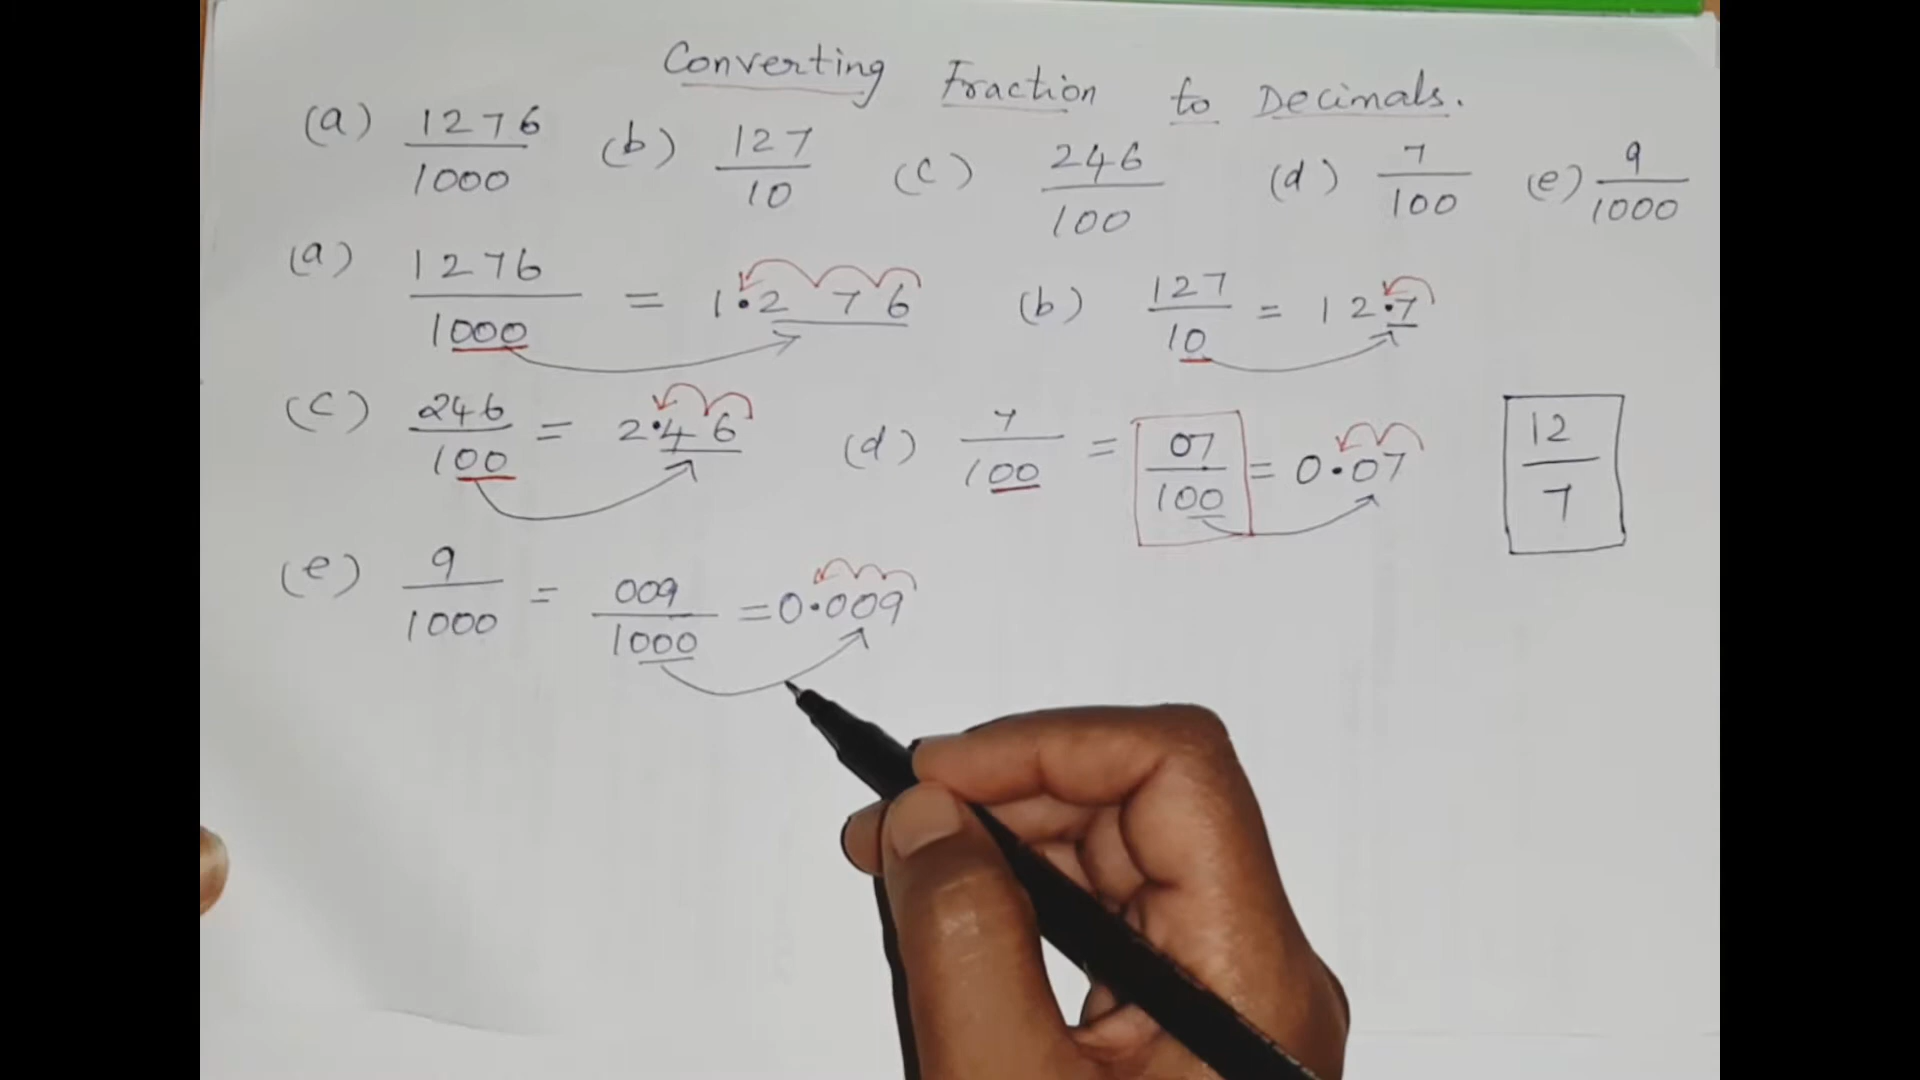 Converting Fraction to Decimals.
(a) 1276/1000 (b) 127/10 (c) 246/100 (d) 7/100 (e) 9/1000
(a) 1276/1000 = 1.276 (b) 127/10 = 12.7
(c) 246/100 = 2.46 (d) 7/100 = 07/100 = 0.07 12/7
(e) 9/1000 = 009/1000 = 0.009